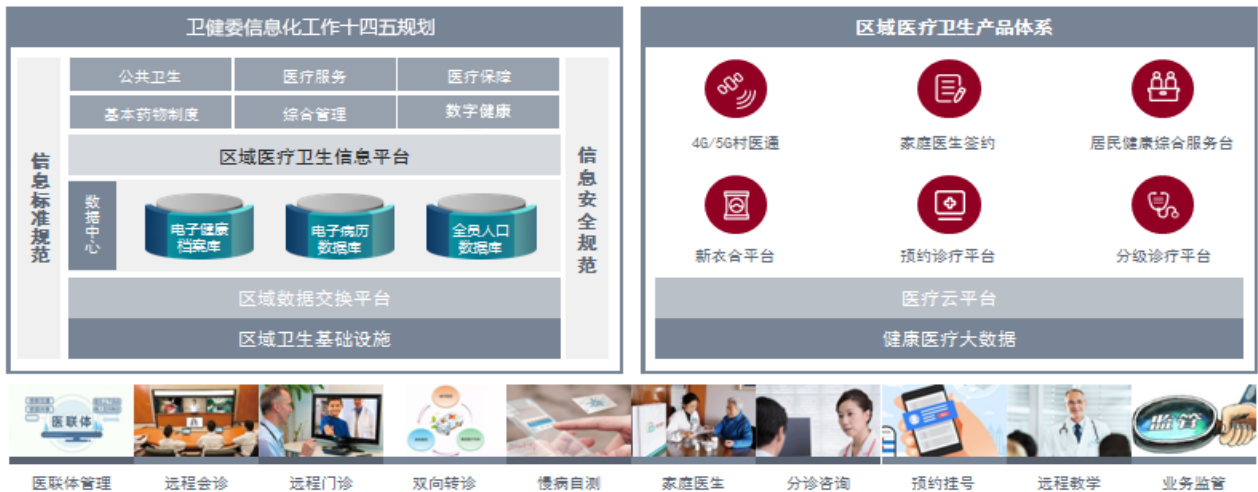 卫健委信息化工作十四五规划
信息标准规范
公共卫生
医疗服务
医疗保障
基本药物制度
综合管理
数字健康
区域医疗卫生信息平台
数据中心
电子健康
档案库
电子病历
数据库
全员人口
数据库
区域数据交换平台
区域卫生基础设施
信息安全规范
区域医疗卫生产品体系
4G/5G村医通
家庭医生签约
居民健康综合服务台
新农合平台
预约诊疗平台
分级诊疗平台
医疗云平台
健康医疗大数据
医联体
监管
医联体管理
远程会诊
远程门诊
双向转诊
慢病自测
家庭医生
分诊咨询
预约挂号
远程教学
业务监管